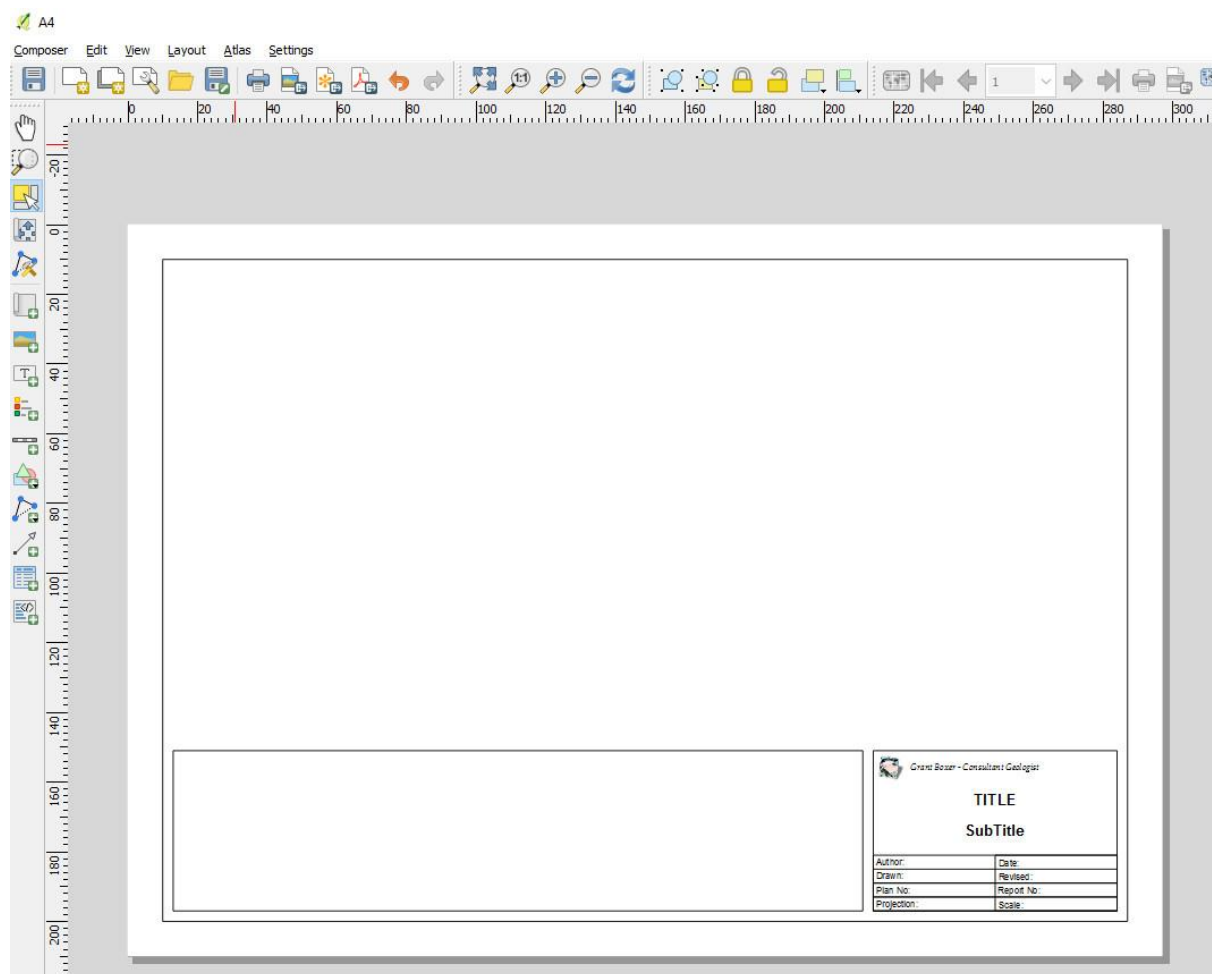 A4
Composer Edit View Layout Atlas Settings
1:1 1
0 20 40 60 80 100 120 140 160 180 200 220 240 260 280 300
-20
0
20
40
60
80
100
120
140
160
180
200
Grant Boxer - Consultant Geologist
TITLE
SubTitle
Author: Date:
Drawn: Revised:
Plan No: Report No:
Projection: Scale: